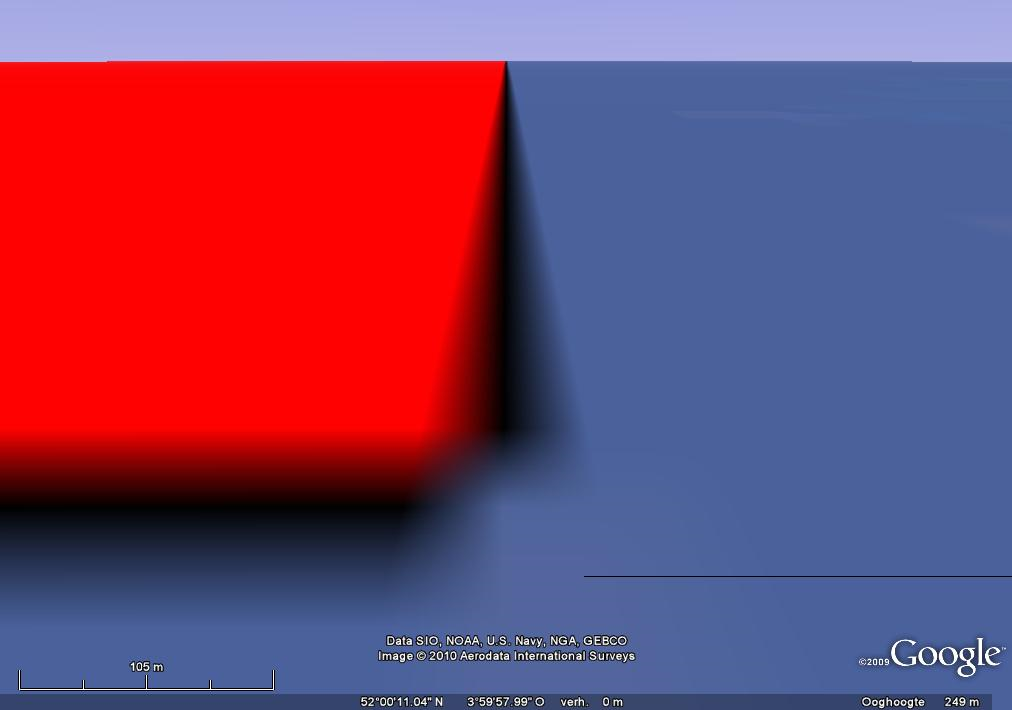 Data SIO, NOAA, U.S. Navy, NGA, GEBCO
Image © 2010 Aerodata International Surveys
©2009 Google™
105 m
52°00'11.04" N 3°59'57.99" O verh. 0 m Ooghoogte 249 m